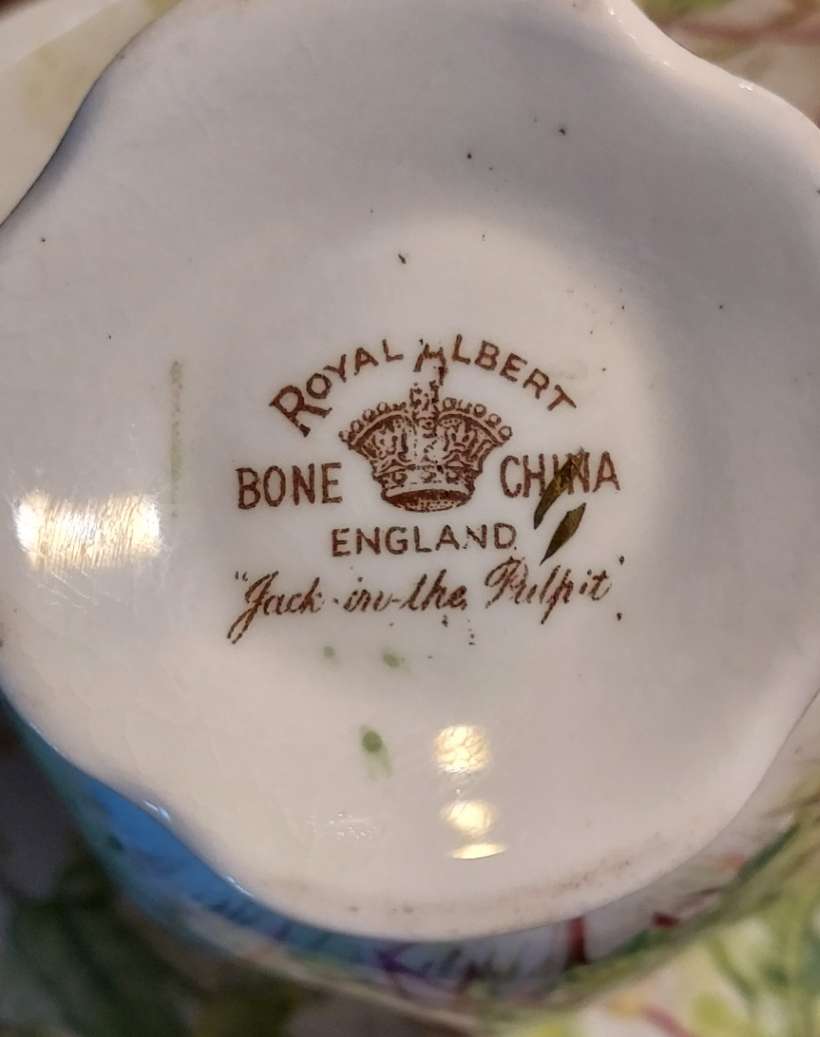 ROYAL ALBERT
BONE CHINA
ENGLAND
"Jack-in-the Pulpit"